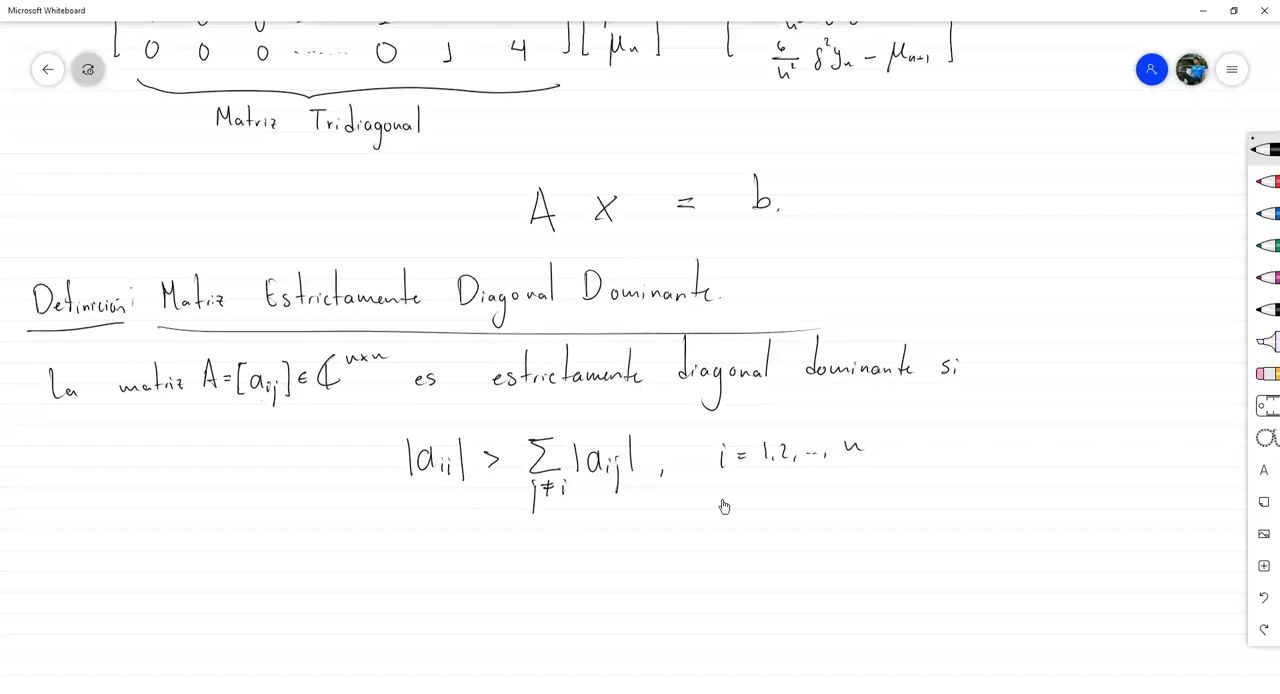 Microsoft Whiteboard
0 0 0 ...... 0 1 4 ] [ μₙ ] [ 6/h² δ²yₙ - μₙ₊₁ ]
Matriz Tridiagonal
A x = b.
Definición: Matriz Estrictamente Diagonal Dominante.
La matriz A = [aᵢⱼ] ∈ ℂⁿˣⁿ es estrictamente diagonal dominante si
|aᵢᵢ| > ∑_{j≠i} |aᵢⱼ| , i = 1,2, ..., n
A